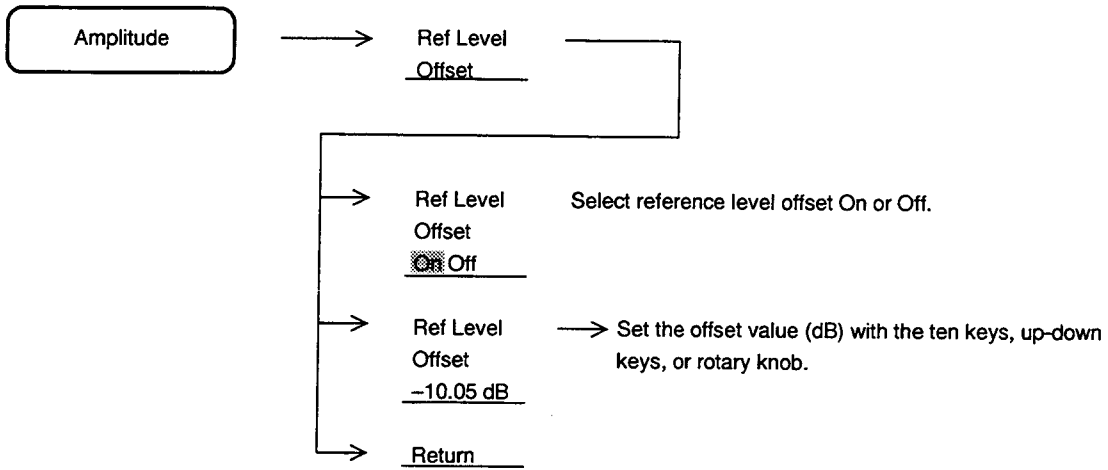 Amplitude
Ref Level
Offset
Ref Level
Offset
On Off
Select reference level offset On or Off.
Ref Level
Offset
–10.05 dB
Set the offset value (dB) with the ten keys, up-down
keys, or rotary knob.
Return